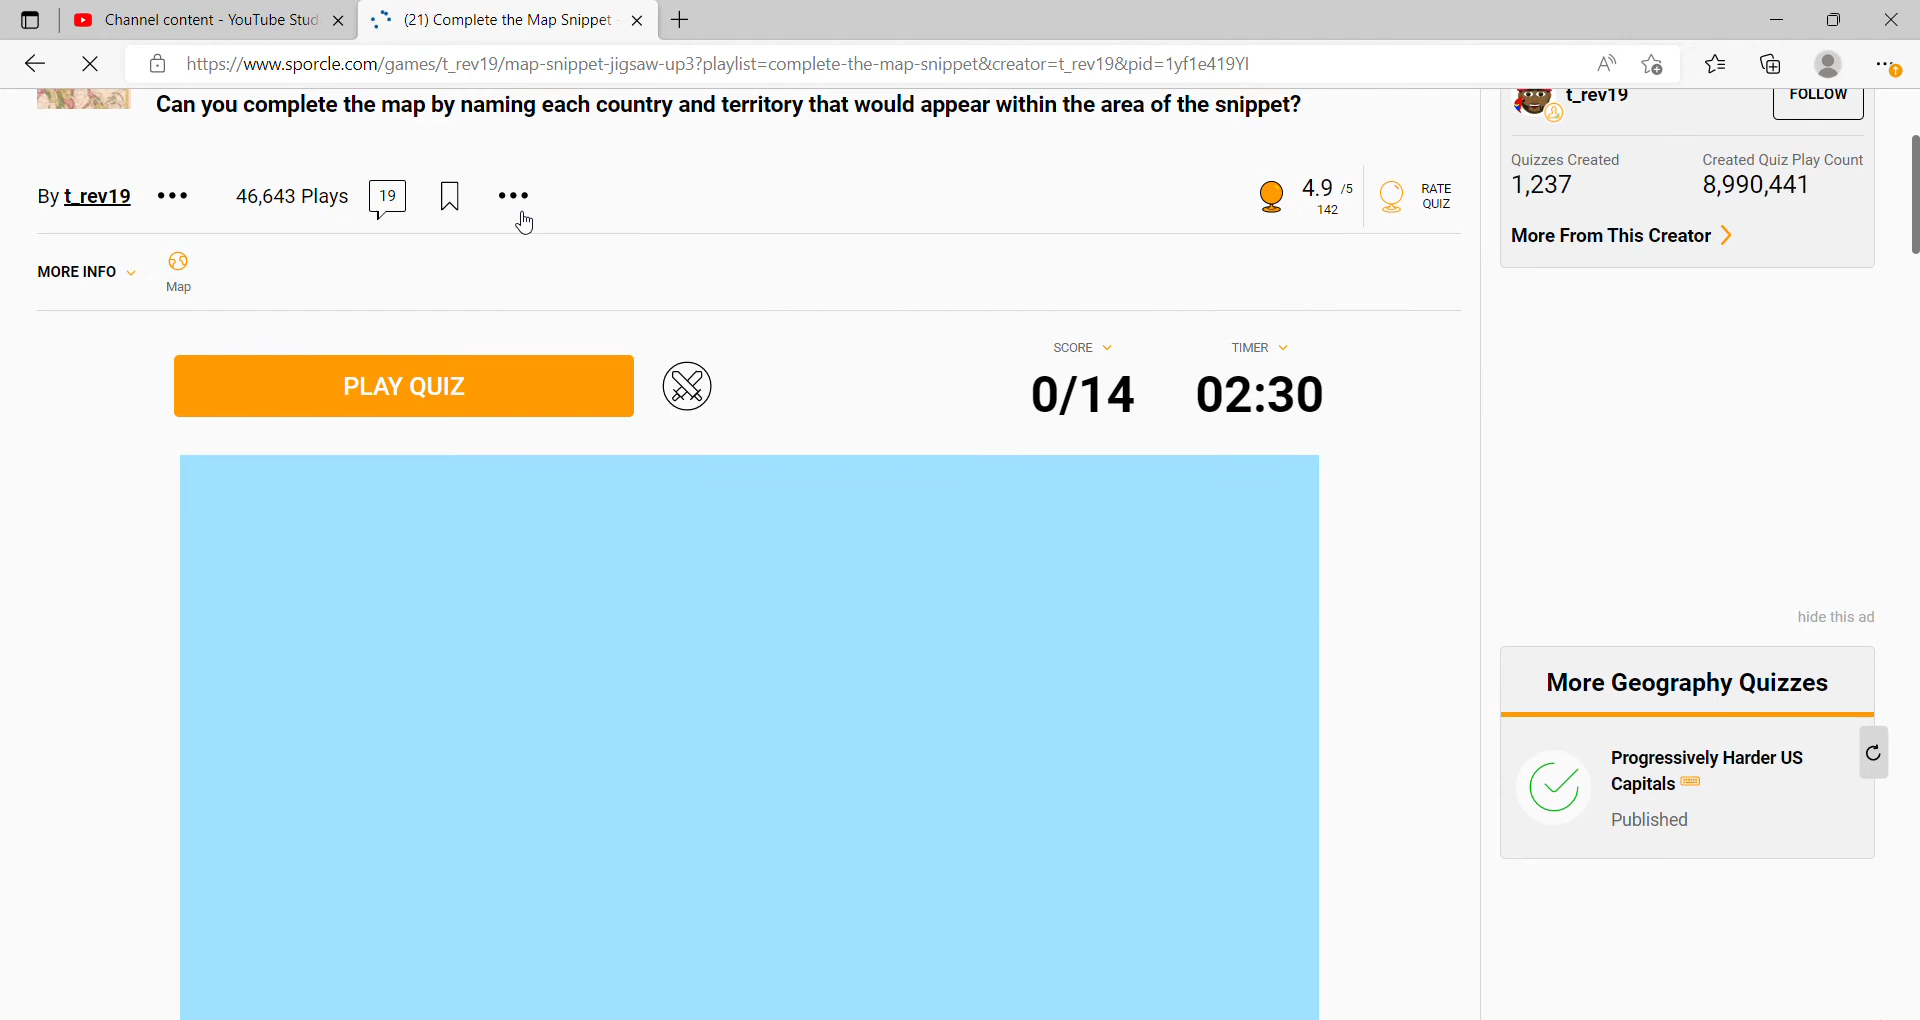 Channel content - YouTube Stud
(21) Complete the Map Snippet
https://www.sporcle.com/games/t_rev19/map-snippet-jigsaw-up3?playlist=complete-the-map-snippet&creator=t_rev19&pid=1yf1e419YI
Can you complete the map by naming each country and territory that would appear within the area of the snippet?
By t_rev19
46,643 Plays
19
4.9 /5
142
RATE
QUIZ
MORE INFO
Map
PLAY QUIZ
SCORE
0/14
TIMER
02:30
t_rev19
FOLLOW
Quizzes Created
1,237
Created Quiz Play Count
8,990,441
More From This Creator
hide this ad
More Geography Quizzes
Progressively Harder US
Capitals
Published